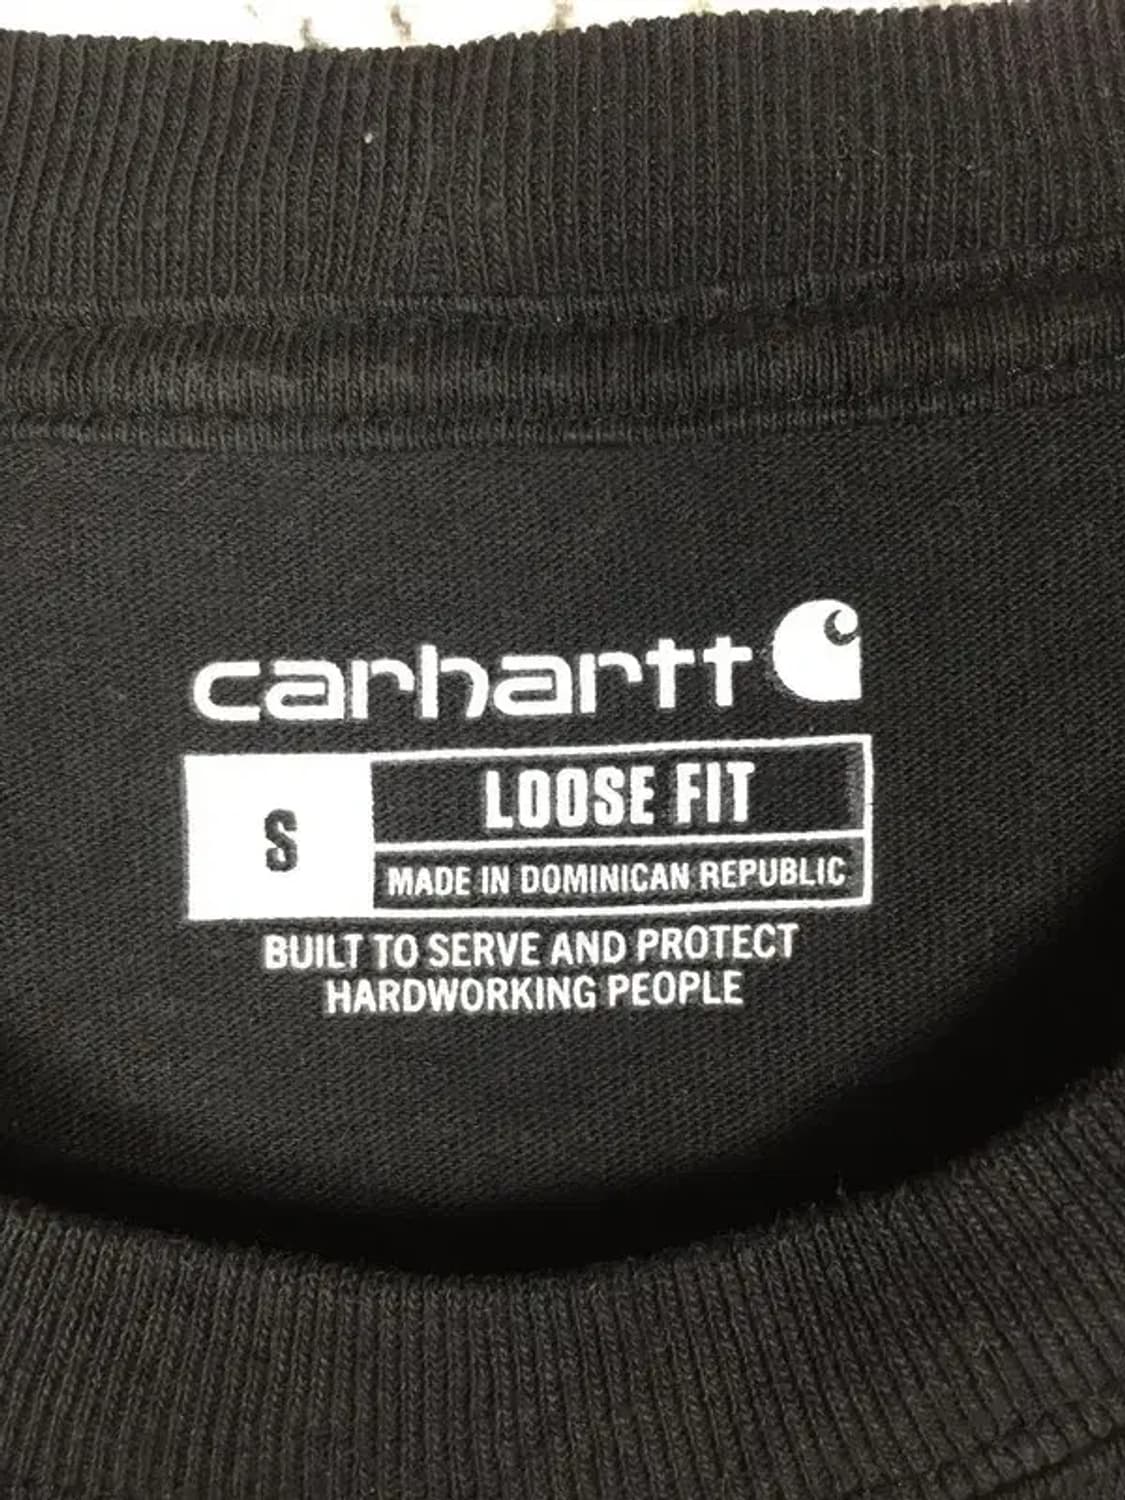 carhartt
S
LOOSE FIT
MADE IN DOMINICAN REPUBLIC
BUILT TO SERVE AND PROTECT
HARDWORKING PEOPLE